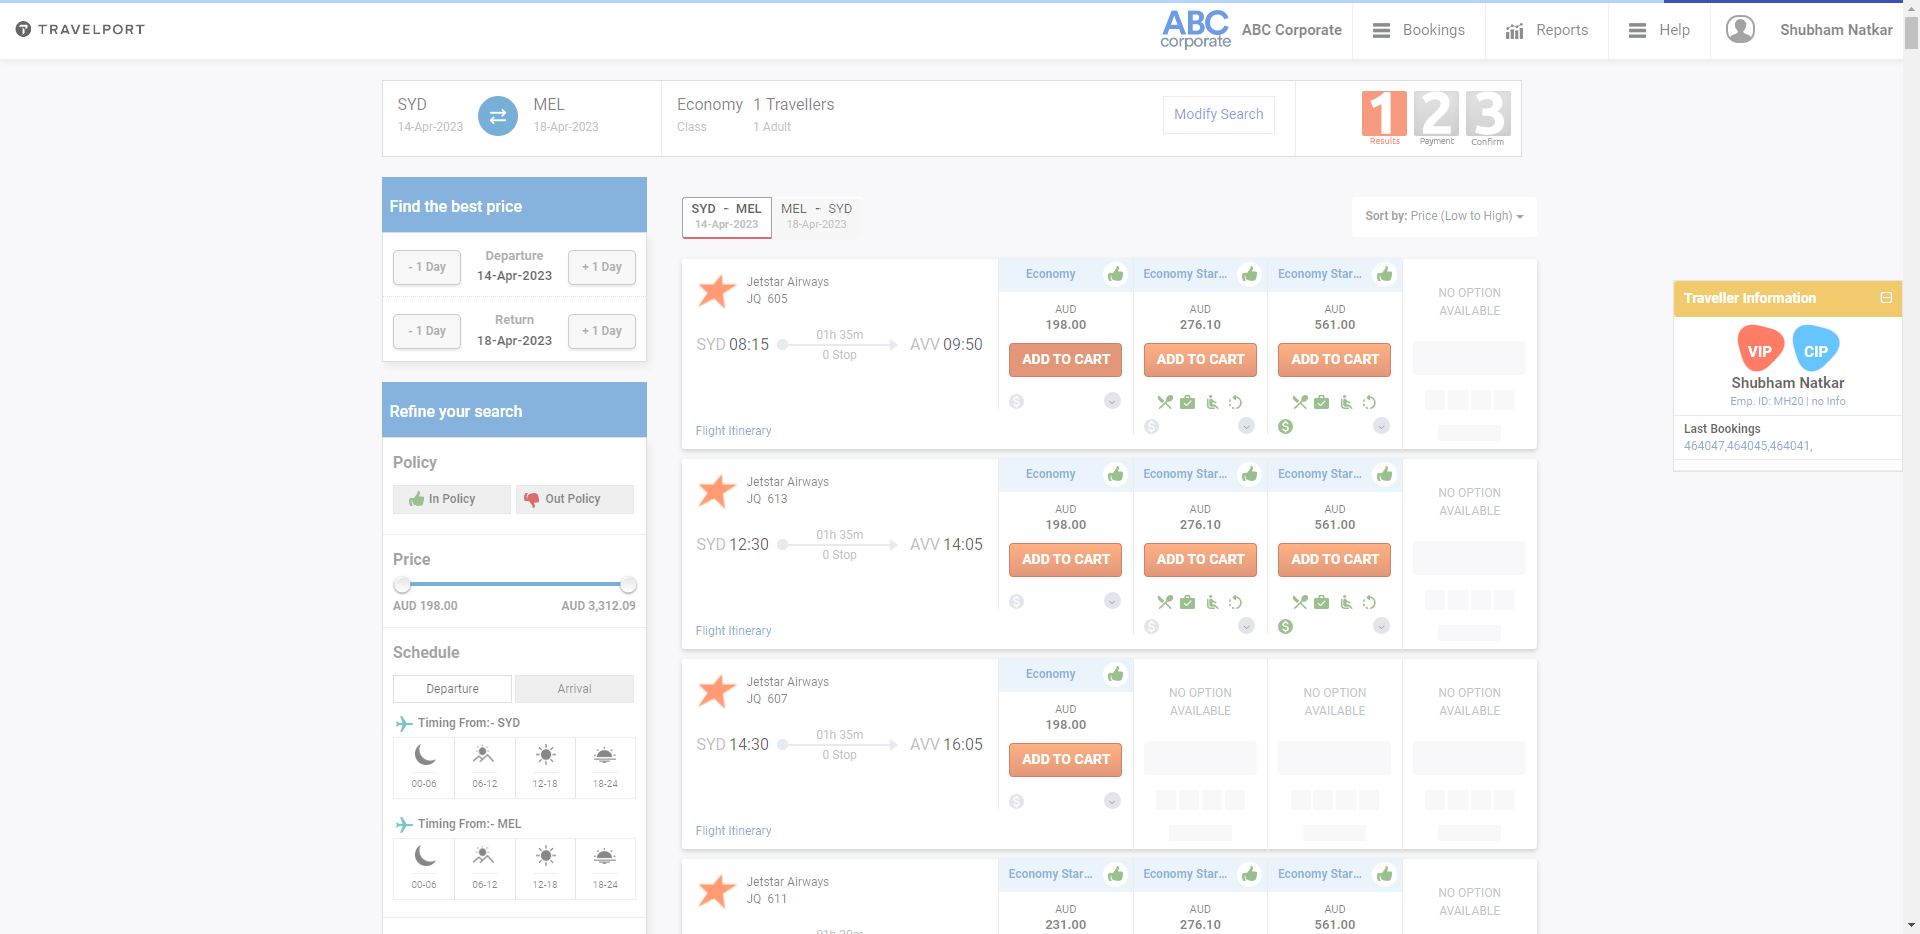 TRAVELPORT
ABC
corporate
ABC Corporate
Bookings
Reports
Help
Shubham Natkar
SYD
14-Apr-2023
MEL
18-Apr-2023
Economy
Class
1 Travellers
1 Adult
Modify Search
1
Results
2
Payment
3
Confirm
Find the best price
- 1 Day
Departure
14-Apr-2023
+ 1 Day
- 1 Day
Return
18-Apr-2023
+ 1 Day
Refine your search
Policy
In Policy
Out Policy
Price
AUD 198.00
AUD 3,312.09
Schedule
Departure
Arrival
Timing From:- SYD
00-06
06-12
12-18
18-24
Timing From:- MEL
00-06
06-12
12-18
18-24
SYD - MEL
14-Apr-2023
MEL - SYD
18-Apr-2023
Sort by: Price (Low to High)
Jetstar Airways
JQ 605
SYD 08:15
01h 35m
0 Stop
AVV 09:50
Flight Itinerary
Economy
AUD
198.00
ADD TO CART
Economy Star...
AUD
276.10
ADD TO CART
Economy Star...
AUD
561.00
ADD TO CART
NO OPTION
AVAILABLE
Jetstar Airways
JQ 613
SYD 12:30
01h 35m
0 Stop
AVV 14:05
Flight Itinerary
Economy
AUD
198.00
ADD TO CART
Economy Star...
AUD
276.10
ADD TO CART
Economy Star...
AUD
561.00
ADD TO CART
NO OPTION
AVAILABLE
Jetstar Airways
JQ 607
SYD 14:30
01h 35m
0 Stop
AVV 16:05
Flight Itinerary
Economy
AUD
198.00
ADD TO CART
NO OPTION
AVAILABLE
NO OPTION
AVAILABLE
NO OPTION
AVAILABLE
Jetstar Airways
JQ 611
Economy Star...
AUD
231.00
Economy Star...
AUD
276.10
Economy Star...
AUD
561.00
NO OPTION
AVAILABLE
Traveller Information
VIP
CIP
Shubham Natkar
Emp. ID: MH20 | no Info
Last Bookings
464047,464045,464041,